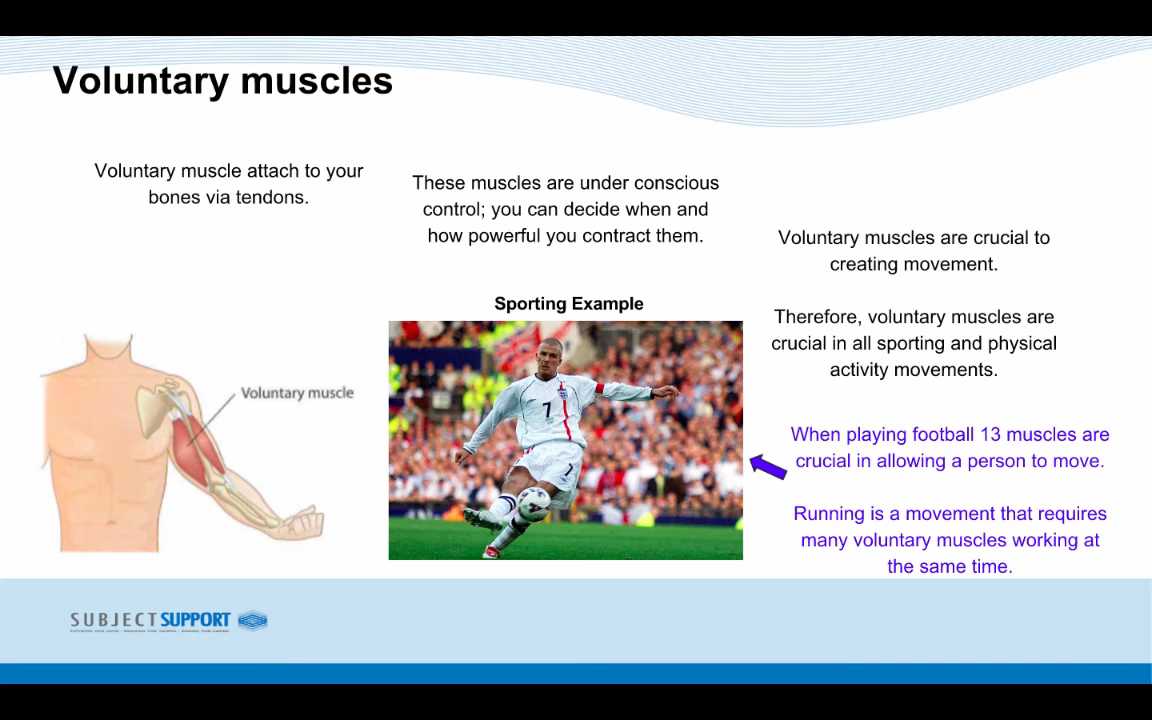 Voluntary muscles
Voluntary muscle attach to your
bones via tendons.
These muscles are under conscious
control; you can decide when and
how powerful you contract them.
Voluntary muscles are crucial to
creating movement.
Therefore, voluntary muscles are
crucial in all sporting and physical
activity movements.
Sporting Example
Voluntary muscle
7
7
When playing football 13 muscles are
crucial in allowing a person to move.
Running is a movement that requires
many voluntary muscles working at
the same time.
SUBJECTSUPPORT